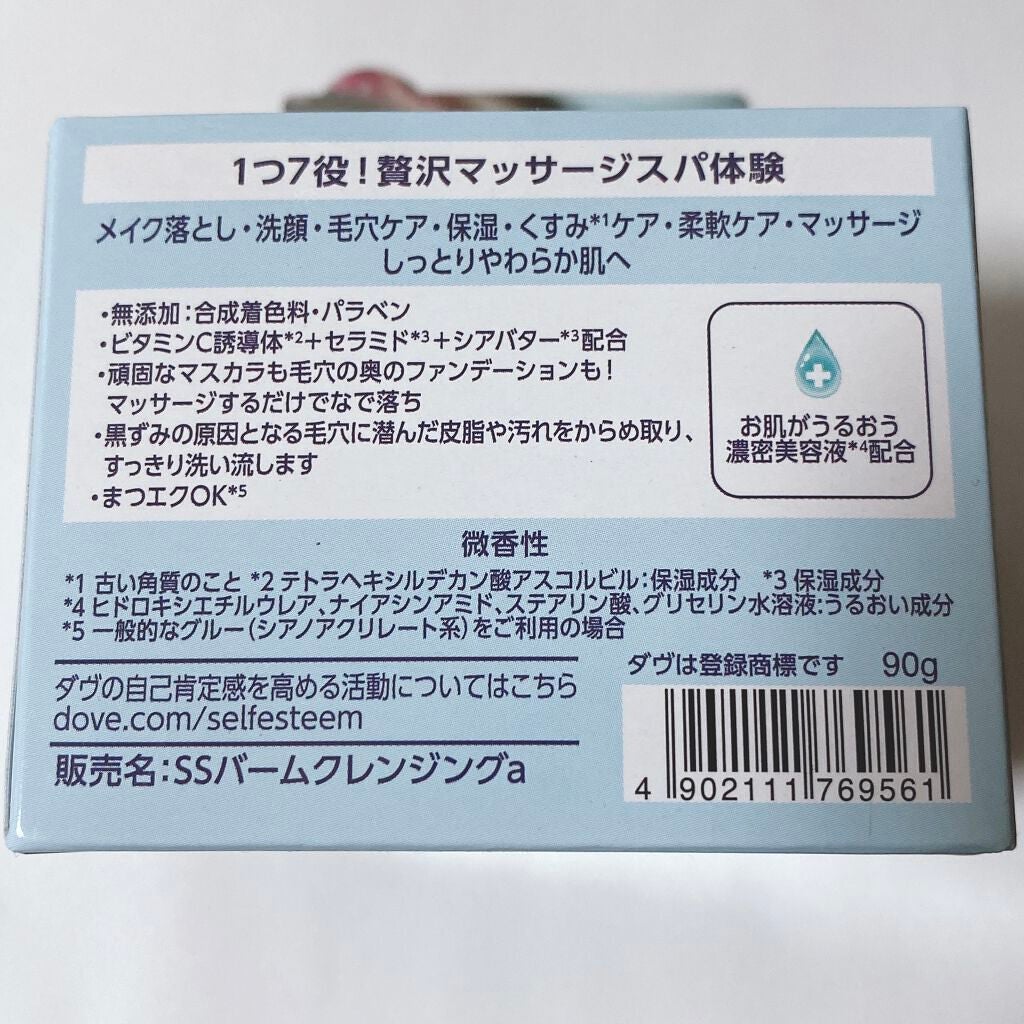 1つ7役!贅沢マッサージスパ体験
メイク落とし・洗顔・毛穴ケア・保湿・くすみ*1ケア・柔軟ケア・マッサージ
しっとりやわらか肌へ
・無添加:合成着色料・パラベン
・ビタミンC誘導体*2+セラミド*3+シアバター*3配合
・頑固なマスカラも毛穴の奥のファンデーションも!
マッサージするだけでなで落ち
・黒ずみの原因となる毛穴に潜んだ皮脂や汚れをからめ取り、
すっきり洗い流します
・まつエクOK*5
お肌がうるおう
濃密美容液*4配合
微香性
*1 古い角質のこと *2 テトラヘキシルデカン酸アスコルビル:保湿成分 *3 保湿成分
*4 ヒドロキシエチルウレア、ナイアシンアミド、ステアリン酸、グリセリン水溶液:うるおい成分
*5 一般的なグルー(シアノアクリレート系)をご利用の場合
ダヴの自己肯定感を高める活動についてはこちら
dove.com/selfesteem
販売名:SSバームクレンジングa
ダヴは登録商標です 90g
4 902111 769561